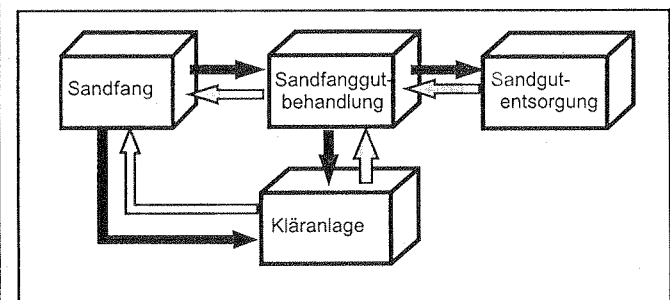 Sandfang
Sandfanggut-
behandlung
Sandgut-
entsorgung
Kläranlage